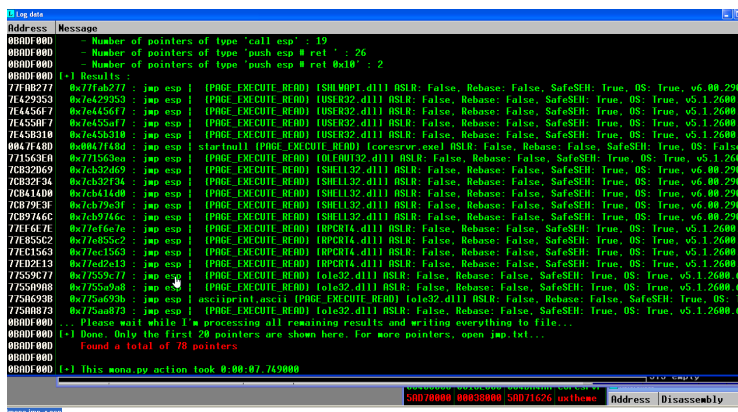 Log data
Address Message
0BADF00D - Number of pointers of type 'call esp' : 19
0BADF00D - Number of pointers of type 'push esp # ret ' : 26
0BADF00D - Number of pointers of type 'push esp # ret 0x10' : 2
0BADF00D [+] Results :
77FAB277 0x77fab277 : jmp esp | {PAGE_EXECUTE_READ} [SHLWAPI.dll] ASLR: False, Rebase: False, SafeSEH: True, OS: True, v6.00.290
7E429353 0x7e429353 : jmp esp | {PAGE_EXECUTE_READ} [USER32.dll] ASLR: False, Rebase: False, SafeSEH: True, OS: True, v5.1.2600
7E4456F7 0x7e4456f7 : jmp esp | {PAGE_EXECUTE_READ} [USER32.dll] ASLR: False, Rebase: False, SafeSEH: True, OS: True, v5.1.2600
7E455AF7 0x7e455af7 : jmp esp | {PAGE_EXECUTE_READ} [USER32.dll] ASLR: False, Rebase: False, SafeSEH: True, OS: True, v5.1.2600
7E45B310 0x7e45b310 : jmp esp | {PAGE_EXECUTE_READ} [USER32.dll] ASLR: False, Rebase: False, SafeSEH: True, OS: True, v5.1.2600
0047F48D 0x0047f48d : jmp esp | startnull {PAGE_EXECUTE_READ} [coresrvr.exe] ASLR: False, Rebase: False, SafeSEH: True, OS: False
771563EA 0x771563ea : jmp esp | {PAGE_EXECUTE_READ} [OLEAUT32.dll] ASLR: False, Rebase: False, SafeSEH: True, OS: True, v5.1.260
7CB32D69 0x7cb32d69 : jmp esp | {PAGE_EXECUTE_READ} [SHELL32.dll] ASLR: False, Rebase: False, SafeSEH: True, OS: True, v6.00.290
7CB32F34 0x7cb32f34 : jmp esp | {PAGE_EXECUTE_READ} [SHELL32.dll] ASLR: False, Rebase: False, SafeSEH: True, OS: True, v6.00.290
7CB414D0 0x7cb414d0 : jmp esp | {PAGE_EXECUTE_READ} [SHELL32.dll] ASLR: False, Rebase: False, SafeSEH: True, OS: True, v6.00.290
7CB79E3F 0x7cb79e3f : jmp esp | {PAGE_EXECUTE_READ} [SHELL32.dll] ASLR: False, Rebase: False, SafeSEH: True, OS: True, v6.00.290
7CB9746C 0x7cb9746c : jmp esp | {PAGE_EXECUTE_READ} [SHELL32.dll] ASLR: False, Rebase: False, SafeSEH: True, OS: True, v6.00.290
77EF6E7E 0x77ef6e7e : jmp esp | {PAGE_EXECUTE_READ} [RPCRT4.dll] ASLR: False, Rebase: False, SafeSEH: True, OS: True, v5.1.2600
77E855C2 0x77e855c2 : jmp esp | {PAGE_EXECUTE_READ} [RPCRT4.dll] ASLR: False, Rebase: False, SafeSEH: True, OS: True, v5.1.2600
77EC1563 0x77ec1563 : jmp esp | {PAGE_EXECUTE_READ} [RPCRT4.dll] ASLR: False, Rebase: False, SafeSEH: True, OS: True, v5.1.2600
77ED2E13 0x77ed2e13 : jmp esp | {PAGE_EXECUTE_READ} [RPCRT4.dll] ASLR: False, Rebase: False, SafeSEH: True, OS: True, v5.1.2600
77559C77 0x77559c77 : jmp esp | {PAGE_EXECUTE_READ} [ole32.dll] ASLR: False, Rebase: False, SafeSEH: True, OS: True, v5.1.2600.6
7755A9A8 0x7755a9a8 : jmp esp | {PAGE_EXECUTE_READ} [ole32.dll] ASLR: False, Rebase: False, SafeSEH: True, OS: True, v5.1.2600.6
775A693B 0x775a693b : jmp esp | asciiprint,ascii {PAGE_EXECUTE_READ} [ole32.dll] ASLR: False, Rebase: False, SafeSEH: True, OS:
775AA873 0x775aa873 : jmp esp | {PAGE_EXECUTE_READ} [ole32.dll] ASLR: False, Rebase: False, SafeSEH: True, OS: True, v5.1.2600.6
0BADF00D ... Please wait while I'm processing all remaining results and writing everything to file...
0BADF00D [+] Done. Only the first 20 pointers are shown here. For more pointers, open jmp.txt...
0BADF00D Found a total of 78 pointers
0BADF00D
0BADF00D [+] This mona.py action took 0:00:07.749000
5AD70000 00038000 5AD71626 uxtheme Address Disassembly